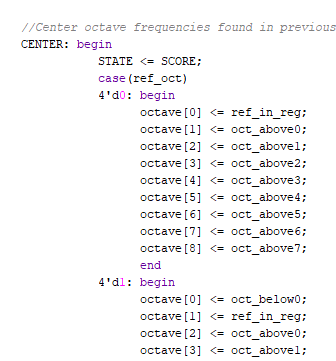 //Center octave frequencies found in previous
CENTER: begin
STATE <= SCORE;
case(ref_oct)
4'd0: begin
octave[0] <= ref_in_reg;
octave[1] <= oct_above0;
octave[2] <= oct_above1;
octave[3] <= oct_above2;
octave[4] <= oct_above3;
octave[5] <= oct_above4;
octave[6] <= oct_above5;
octave[7] <= oct_above6;
octave[8] <= oct_above7;
end
4'd1: begin
octave[0] <= oct_below0;
octave[1] <= ref_in_reg;
octave[2] <= oct_above0;
octave[3] <= oct_above1;